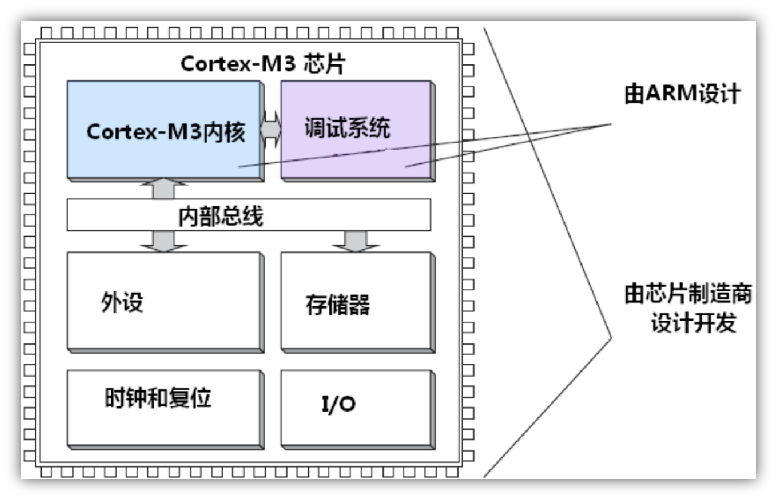 Cortex-M3 芯片
Cortex-M3内核
调试系统
由ARM设计
内部总线
外设
存储器
由芯片制造商
设计开发
时钟和复位
I/O